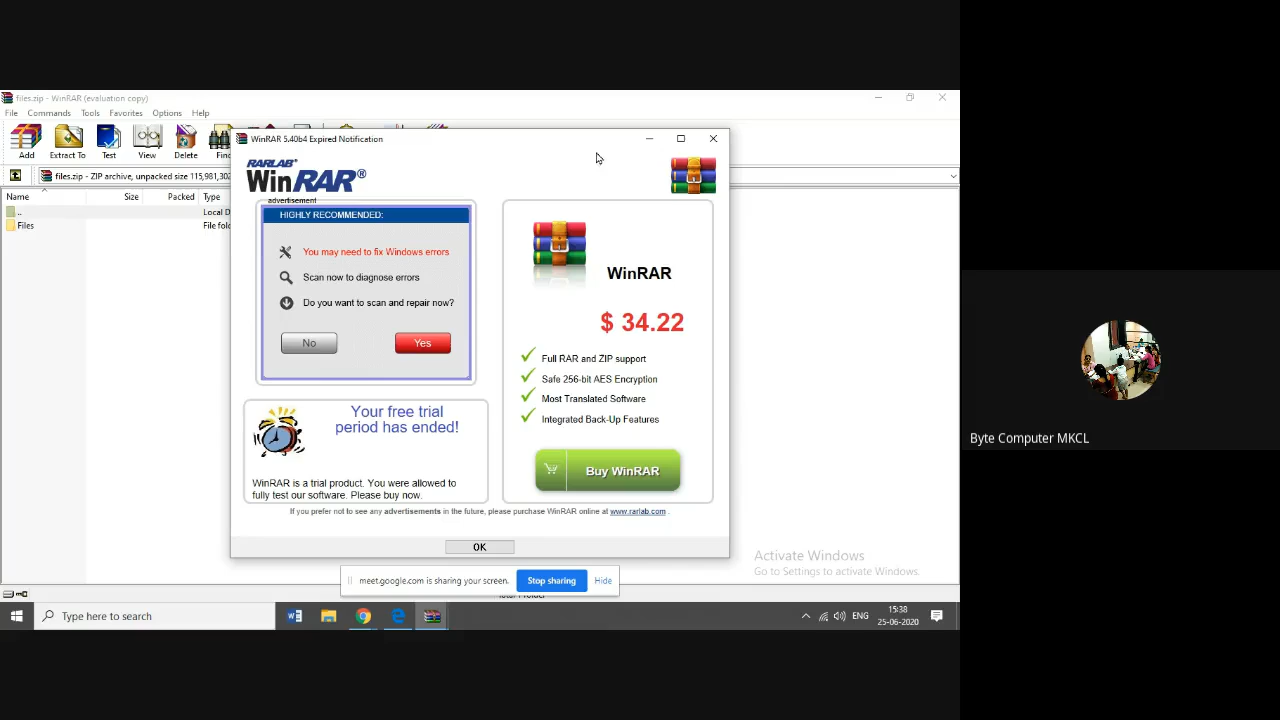 files.zip - WinRAR (evaluation copy)
File Commands Tools Favorites Options Help
Add Extract To Test View Delete Find
files.zip - ZIP archive, unpacked size 115,981,302
Name Size Packed Type
.. Local D
Files File fold
WinRAR 5.40b4 Expired Notification
RARLAB®
WinRAR®
advertisement
HIGHLY RECOMMENDED:
You may need to fix Windows errors
Scan now to diagnose errors
Do you want to scan and repair now?
No Yes
Your free trial
period has ended!
WinRAR is a trial product. You were allowed to
fully test our software. Please buy now.
WinRAR
$ 34.22
Full RAR and ZIP support
Safe 256-bit AES Encryption
Most Translated Software
Integrated Back-Up Features
Buy WinRAR
If you prefer not to see any advertisements in the future, please purchase WinRAR online at www.rarlab.com .
OK
Activate Windows
Go to Settings to activate Windows.
meet.google.com is sharing your screen. Stop sharing Hide
Type here to search
ENG
15:38
25-06-2020
Byte Computer MKCL